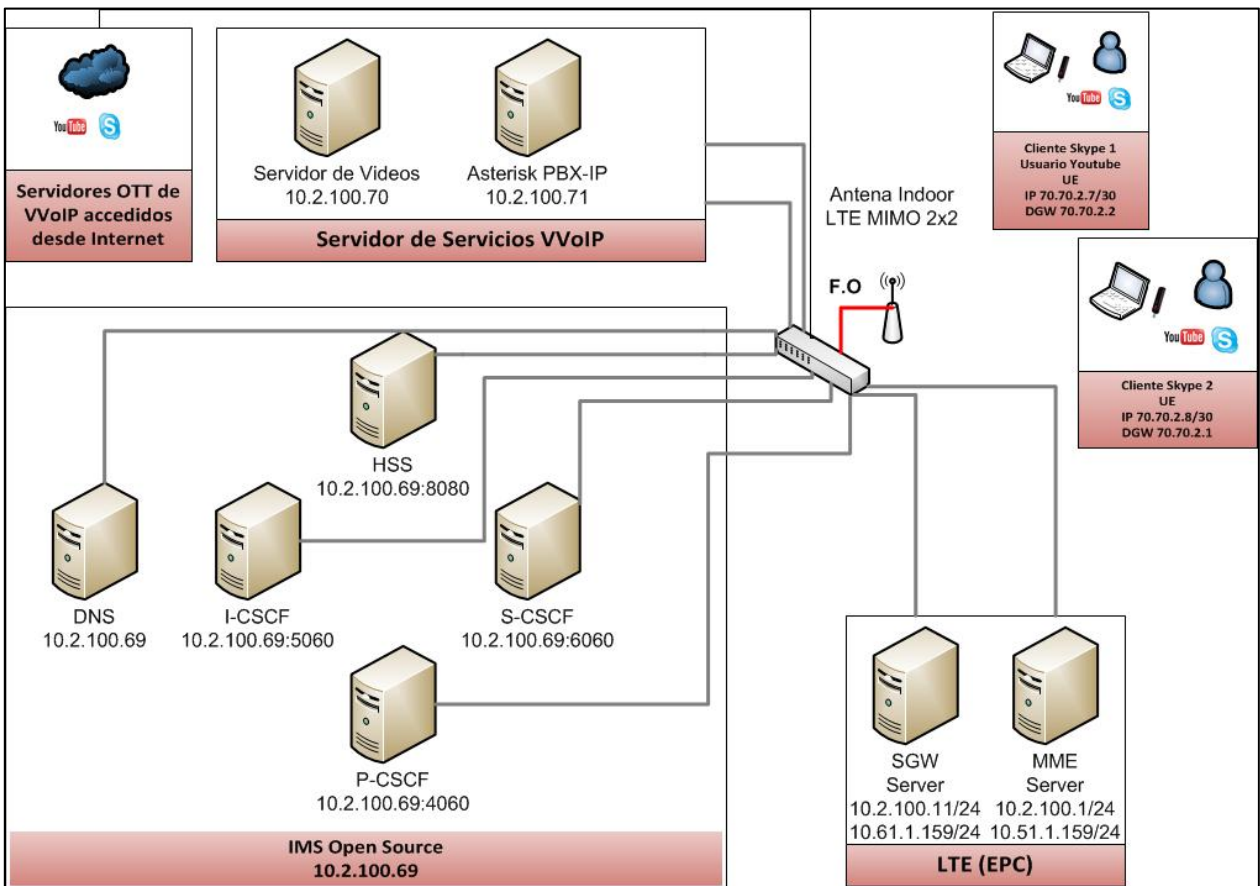 You Tube S
Servidores OTT de
VVoIP accedidos
desde Internet
Servidor de Videos
10.2.100.70
Asterisk PBX-IP
10.2.100.71
Servidor de Servicios VVoIP
Antena Indoor
LTE MIMO 2x2
F.O
You Tube S
Cliente Skype 1
Usuario Youtube
UE
IP 70.70.2.7/30
DGW 70.70.2.2
You Tube S
Cliente Skype 2
UE
IP 70.70.2.8/30
DGW 70.70.2.1
HSS
10.2.100.69:8080
DNS
10.2.100.69
I-CSCF
10.2.100.69:5060
S-CSCF
10.2.100.69:6060
P-CSCF
10.2.100.69:4060
IMS Open Source
10.2.100.69
SGW
Server
10.2.100.11/24
10.61.1.159/24
MME
Server
10.2.100.1/24
10.51.1.159/24
LTE (EPC)